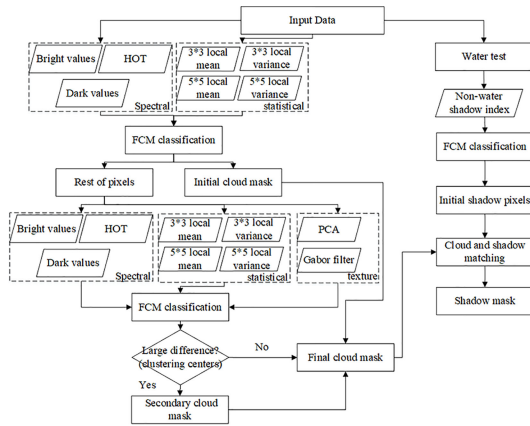 Input Data
Bright values
HOT
Dark values
Spectral
3*3 local
mean
3*3 local
variance
5*5 local
mean
5*5 local
variance
statistical
Water test
Non-water
shadow index
FCM classification
FCM classification
Rest of pixels
Initial cloud mask
Initial shadow pixels
Bright values
HOT
Dark values
Spectral
3*3 local
mean
3*3 local
variance
5*5 local
mean
5*5 local
variance
statistical
PCA
Gabor filter
texture
Cloud and shadow
matching
Shadow mask
FCM classification
Large difference?
(clustering centers)
No
Final cloud mask
Yes
Secondary cloud
mask